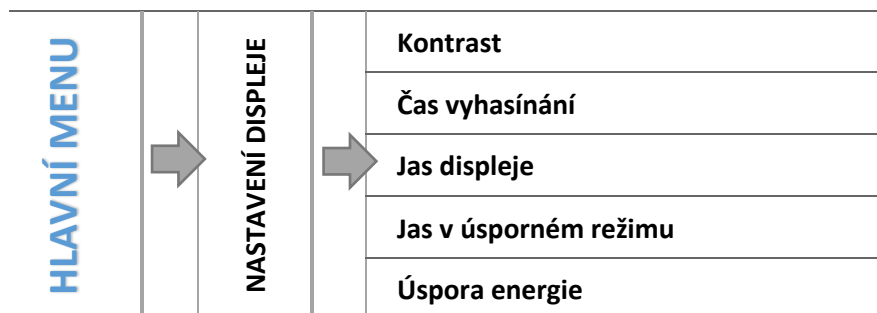 HLAVNÍ MENU
NASTAVENÍ DISPLEJE
Kontrast
Čas vyhasínání
Jas displeje
Jas v úsporném režimu
Úspora energie